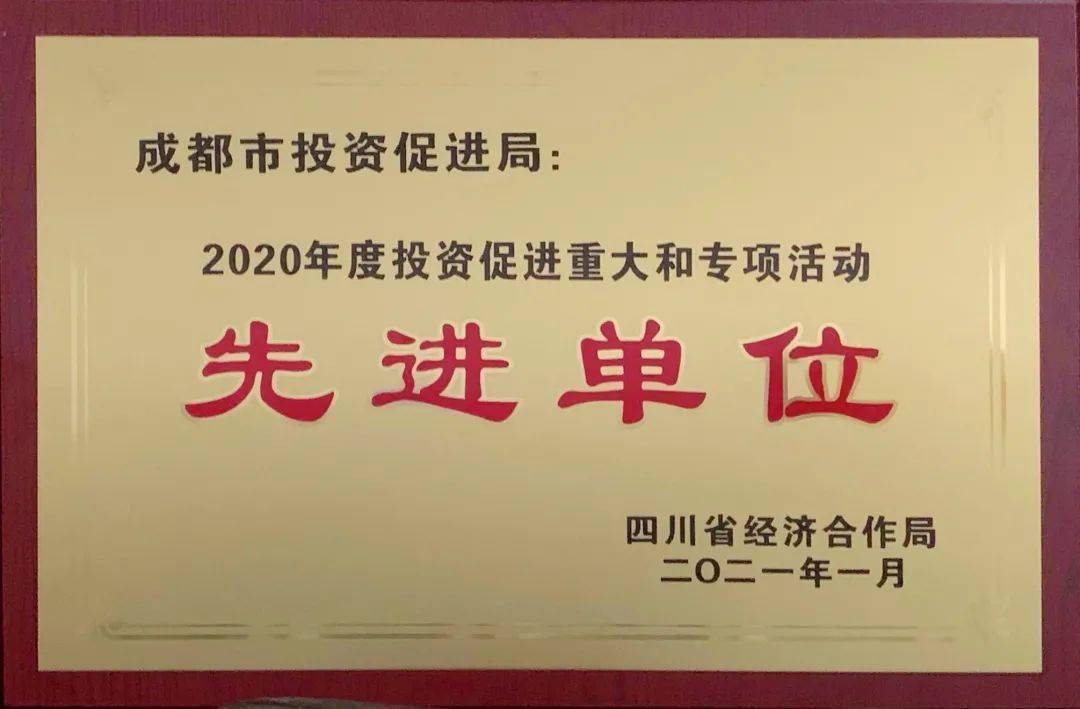 成都市投资促进局：
2020年度投资促进重大和专项活动
先进单位
四川省经济合作局
二〇二一年一月